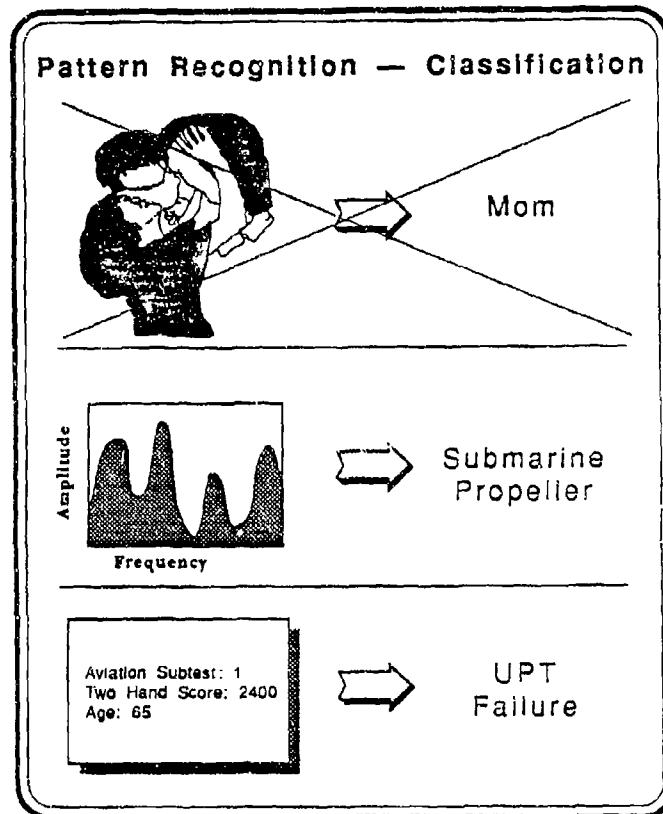 Pattern Recognition — Classification
Mom
Amplitude
Frequency
Submarine
Propeller
Aviation Subtest: 1
Two Hand Score: 2400
Age: 65
UPT
Failure